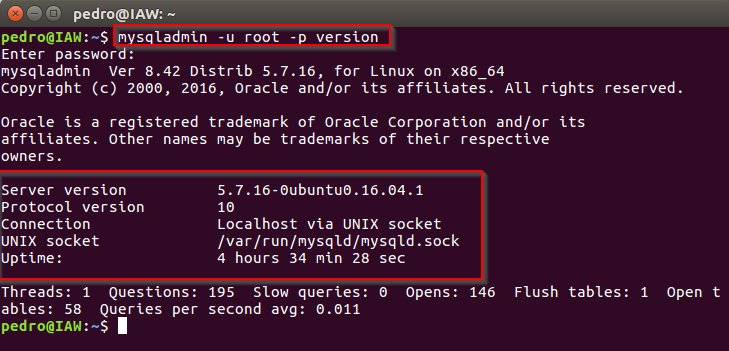 pedro@IAW: ~
pedro@IAW:~$ mysqladmin -u root -p version
Enter password:
mysqladmin  Ver 8.42 Distrib 5.7.16, for Linux on x86_64
Copyright (c) 2000, 2016, Oracle and/or its affiliates. All rights reserved.
Oracle is a registered trademark of Oracle Corporation and/or its
affiliates. Other names may be trademarks of their respective
owners.
Server version          5.7.16-0ubuntu0.16.04.1
Protocol version        10
Connection              Localhost via UNIX socket
UNIX socket             /var/run/mysqld/mysqld.sock
Uptime:                 4 hours 34 min 28 sec
Threads: 1  Questions: 195  Slow queries: 0  Opens: 146  Flush tables: 1  Open t
ables: 58  Queries per second avg: 0.011
pedro@IAW:~$